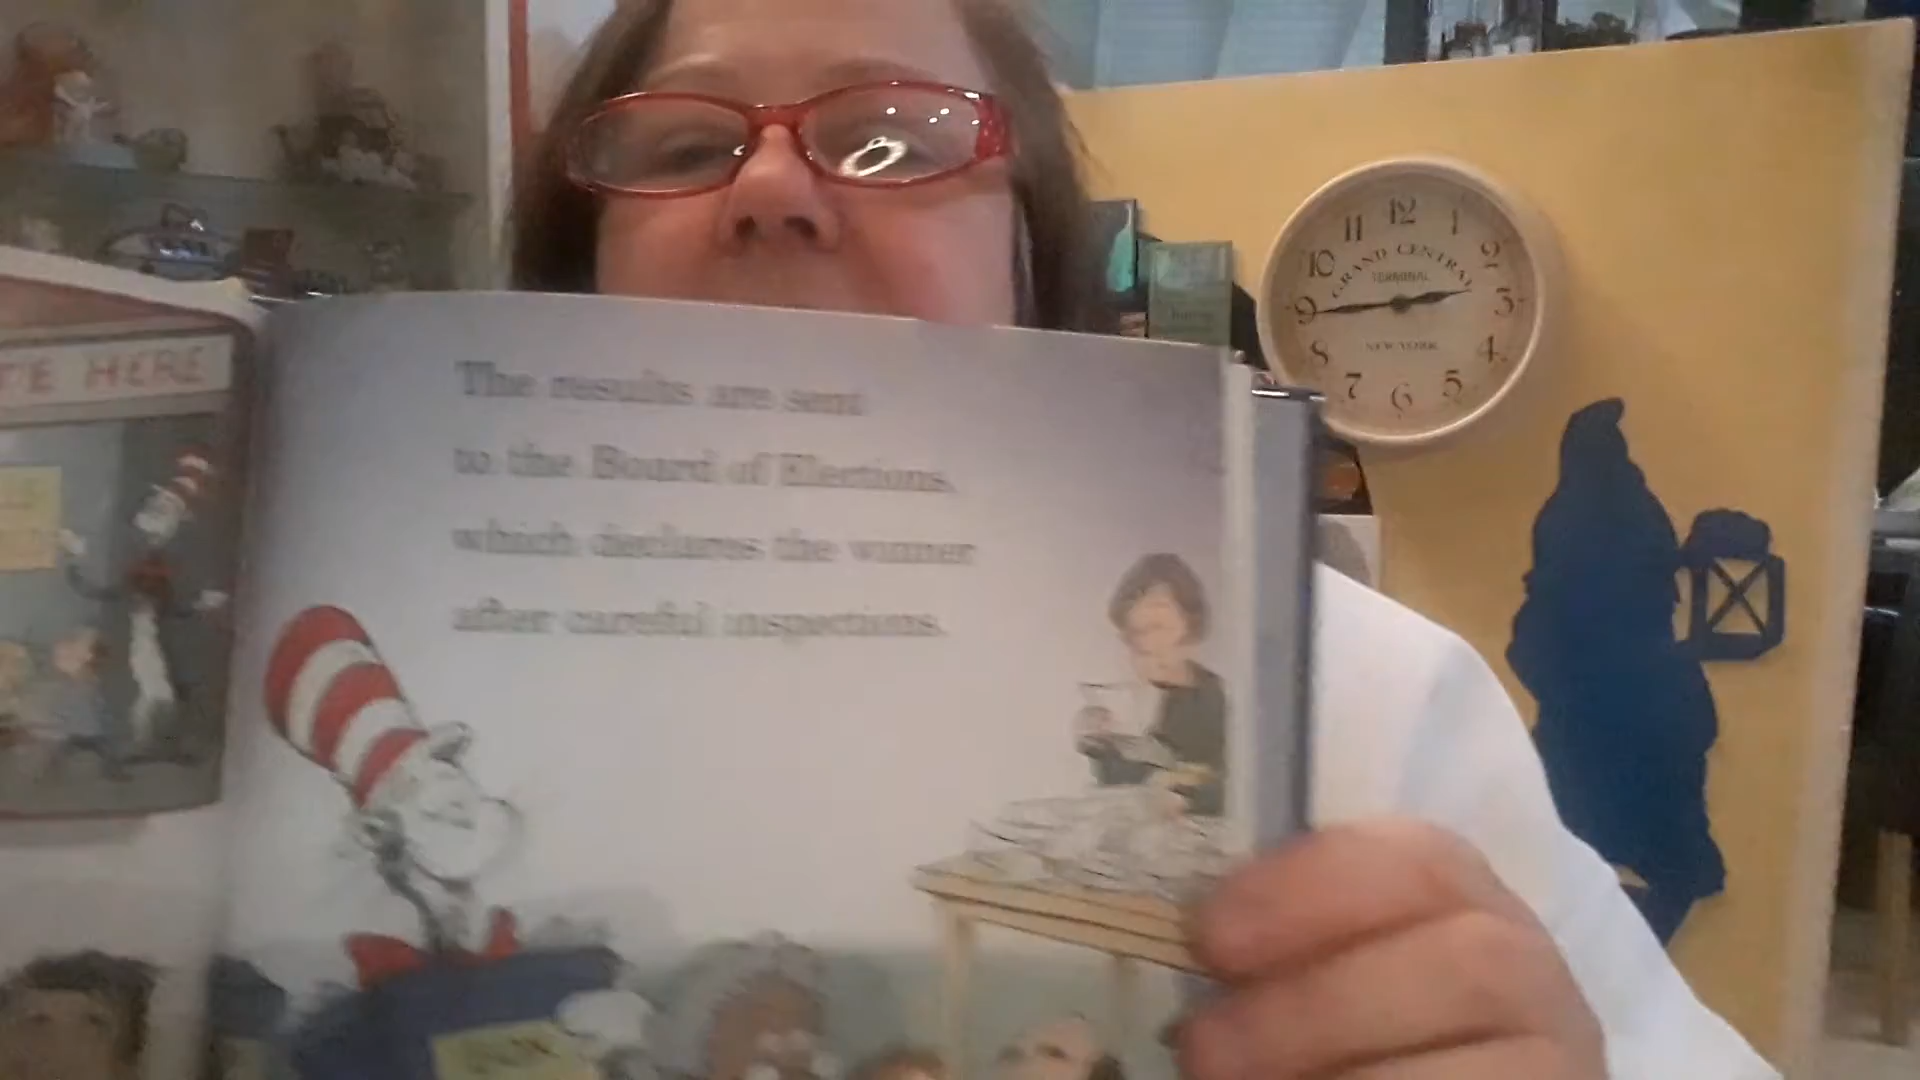 HERE
The results are sent
to the Board of Elections,
which declares the winner
after careful inspections.
GRAND CENTRAL
TERMINAL
NEW YORK
12
1
2
3
4
5
6
7
8
9
10
11